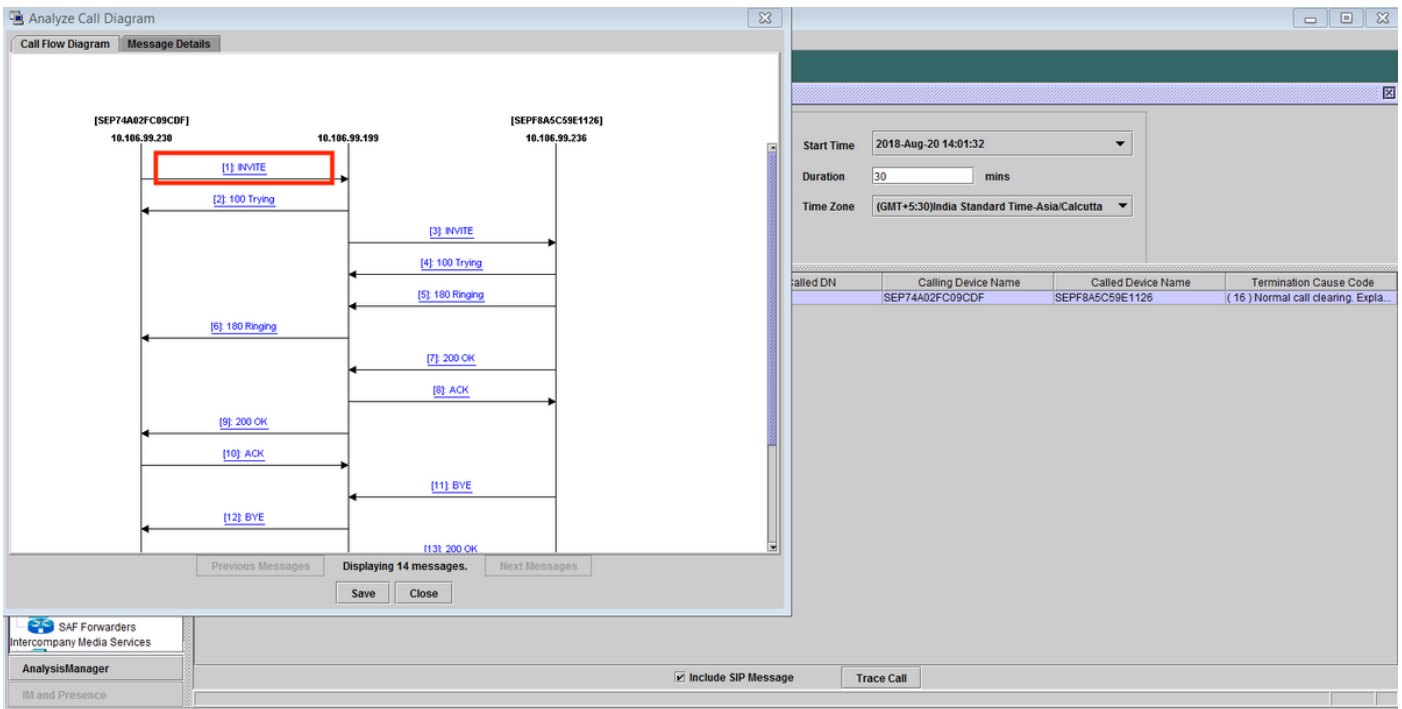 Analyze Call Diagram
Call Flow Diagram Message Details
[SEP74A02FC09CDF] [SEPF8A5C59E1126]
10.106.99.230 10.106.99.199 10.106.99.236
[1]: INVITE
[2]: 100 Trying
[3]: INVITE
[4]: 100 Trying
[5]: 180 Ringing
[6]: 180 Ringing
[7]: 200 OK
[8]: ACK
[9]: 200 OK
[10]: ACK
[11]: BYE
[12]: BYE
[13]: 200 OK
Previous Messages Displaying 14 messages. Next Messages
Save Close
Start Time 2018-Aug-20 14:01:32
Duration 30 mins
Time Zone (GMT+5:30)India Standard Time-Asia/Calcutta
Called DN Calling Device Name Called Device Name Termination Cause Code
SEP74A02FC09CDF SEPF8A5C59E1126 ( 16 ) Normal call clearing. Expla...
SAF Forwarders
Intercompany Media Services
AnalysisManager
IM and Presence
Include SIP Message Trace Call